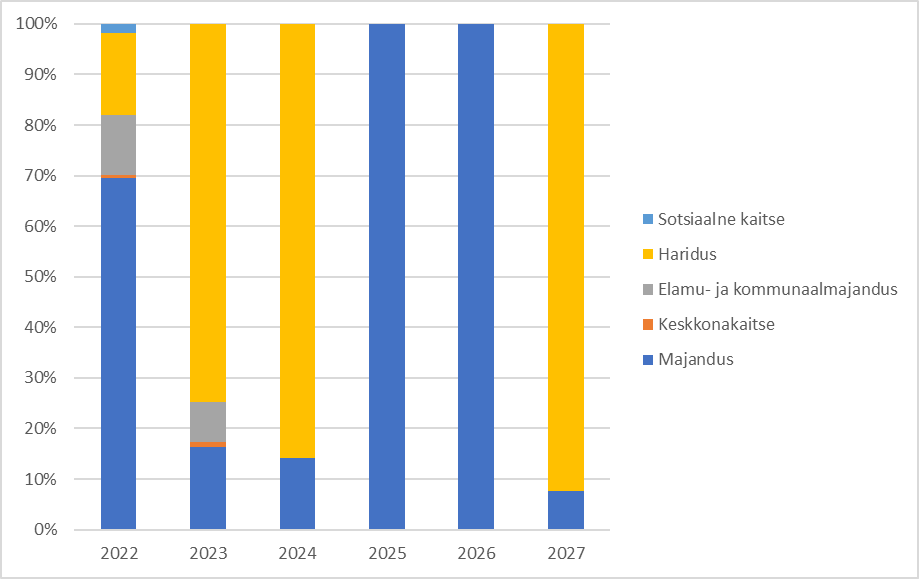 100%
90%
80%
70%
60%
50%
40%
30%
20%
10%
0%
2022 2023 2024 2025 2026 2027
Sotsiaalne kaitse
Haridus
Elamu- ja kommunaalmajandus
Keskkonakaitse
Majandus